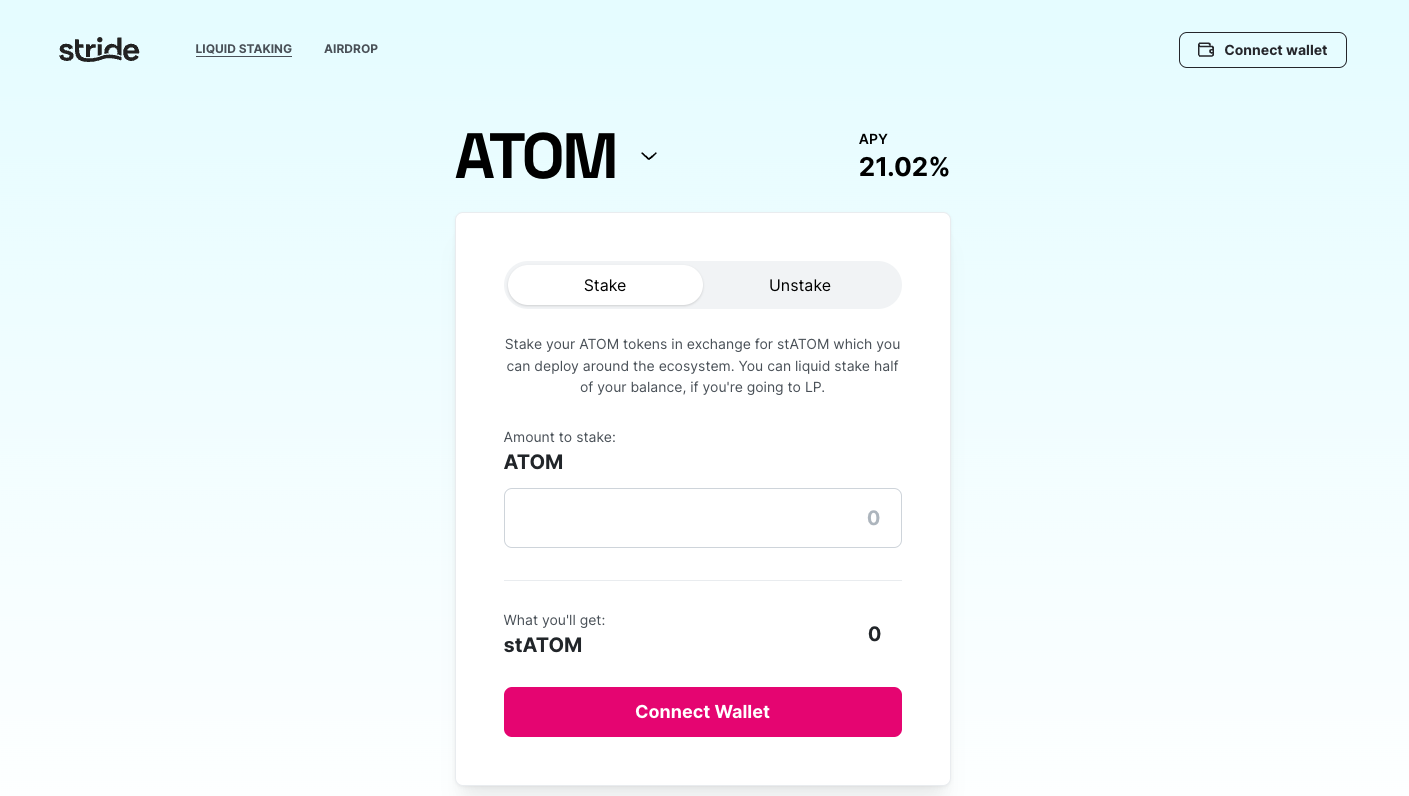 stride
LIQUID STAKING
AIRDROP
Connect wallet
ATOM
APY
21.02%
Stake
Unstake
Stake your ATOM tokens in exchange for stATOM which you
can deploy around the ecosystem. You can liquid stake half
of your balance, if you're going to LP.
Amount to stake:
ATOM
0
What you'll get:
stATOM
0
Connect Wallet